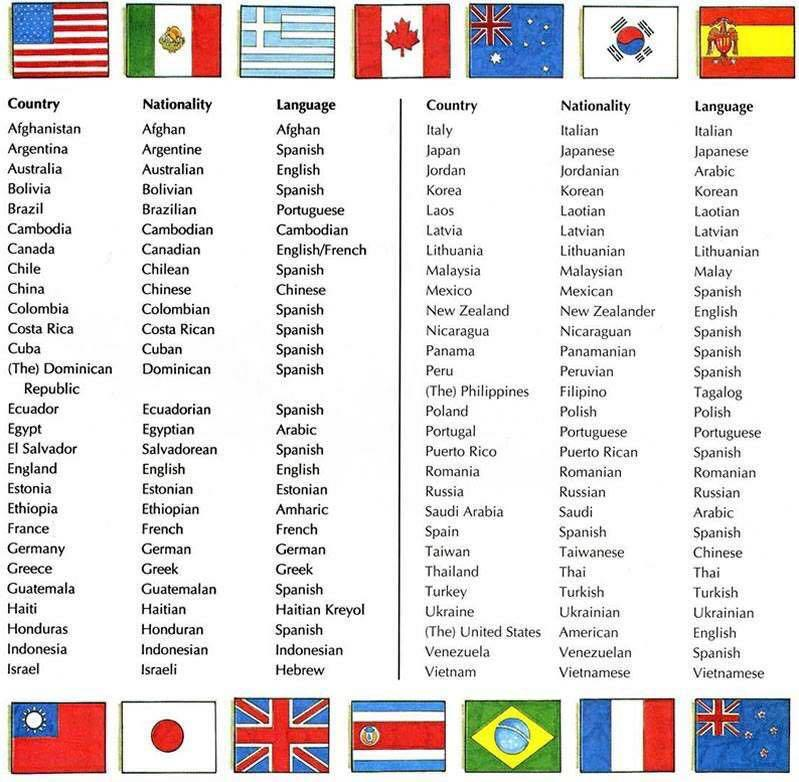 Country Nationality Language
Afghanistan Afghan Afghan
Argentina Argentine Spanish
Australia Australian English
Bolivia Bolivian Spanish
Brazil Brazilian Portuguese
Cambodia Cambodian Cambodian
Canada Canadian English/French
Chile Chilean Spanish
China Chinese Chinese
Colombia Colombian Spanish
Costa Rica Costa Rican Spanish
Cuba Cuban Spanish
(The) Dominican Dominican Spanish
Republic
Ecuador Ecuadorian Spanish
Egypt Egyptian Arabic
El Salvador Salvadorean Spanish
England English English
Estonia Estonian Estonian
Ethiopia Ethiopian Amharic
France French French
Germany German German
Greece Greek Greek
Guatemala Guatemalan Spanish
Haiti Haitian Haitian Kreyol
Honduras Honduran Spanish
Indonesia Indonesian Indonesian
Israel Israeli Hebrew
Country Nationality Language
Italy Italian Italian
Japan Japanese Japanese
Jordan Jordanian Arabic
Korea Korean Korean
Laos Laotian Laotian
Latvia Latvian Latvian
Lithuania Lithuanian Lithuanian
Malaysia Malaysian Malay
Mexico Mexican Spanish
New Zealand New Zealander English
Nicaragua Nicaraguan Spanish
Panama Panamanian Spanish
Peru Peruvian Spanish
(The) Philippines Filipino Tagalog
Poland Polish Polish
Portugal Portuguese Portuguese
Puerto Rico Puerto Rican Spanish
Romania Romanian Romanian
Russia Russian Russian
Saudi Arabia Saudi Arabic
Spain Spanish Spanish
Taiwan Taiwanese Chinese
Thailand Thai Thai
Turkey Turkish Turkish
Ukraine Ukrainian Ukrainian
(The) United States American English
Venezuela Venezuelan Spanish
Vietnam Vietnamese Vietnamese